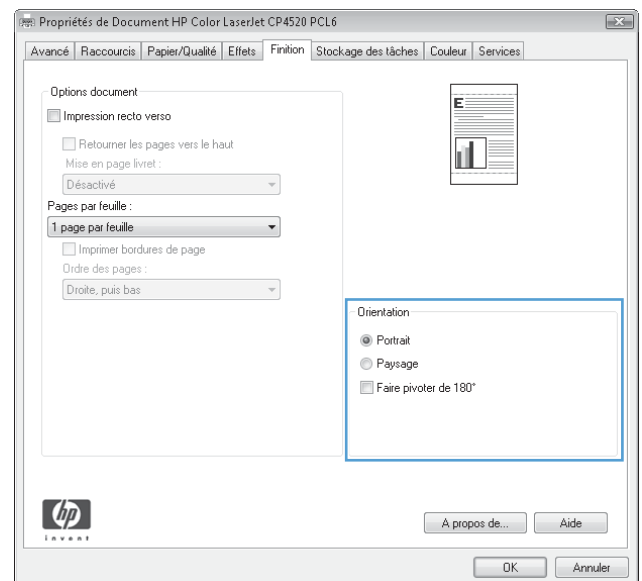 Propriétés de Document HP Color LaserJet CP4520 PCL6
Avancé Raccourcis Papier/Qualité Effets Finition Stockage des tâches Couleur Services
Options document
Impression recto verso
Retourner les pages vers le haut
Mise en page livret :
Désactivé
Pages par feuille :
1 page par feuille
Imprimer bordures de page
Ordre des pages :
Droite, puis bas
E
Orientation
Portrait
Paysage
Faire pivoter de 180°
hp
invent
A propos de... Aide
OK Annuler